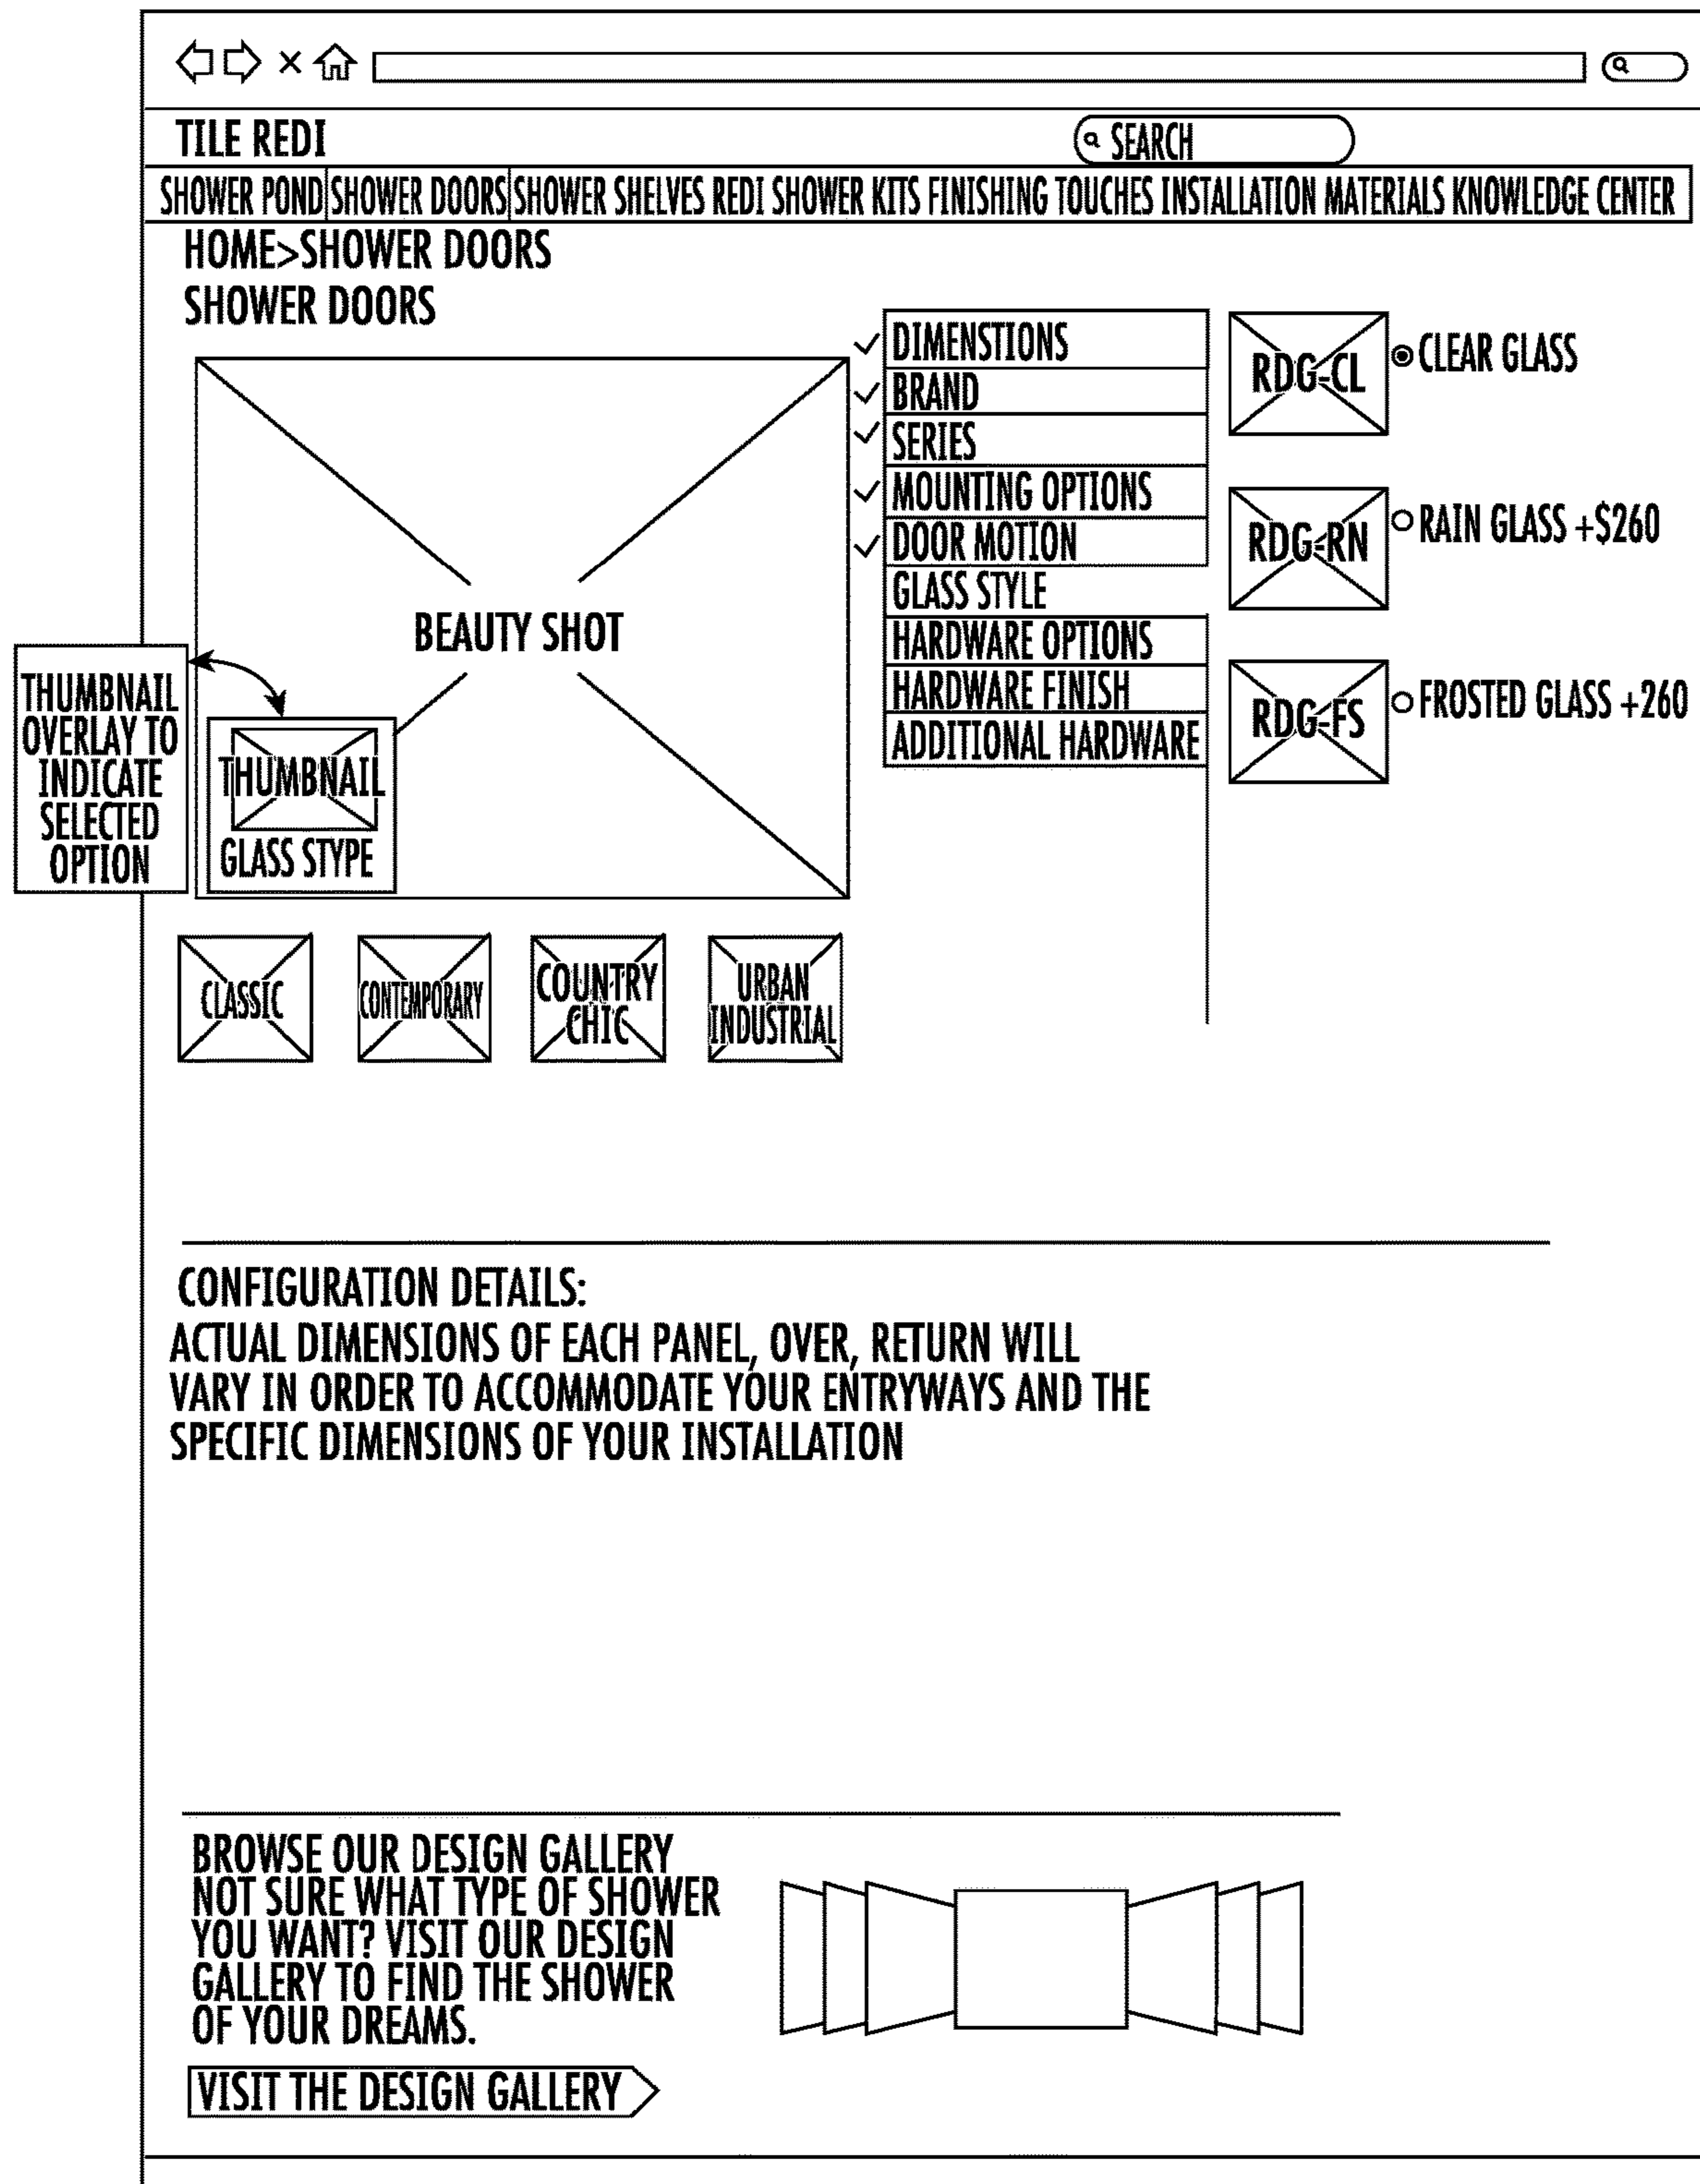 TILE REDI
SEARCH
SHOWER POND SHOWER DOORS SHOWER SHELVES REDI SHOWER KITS FINISHING TOUCHES INSTALLATION MATERIALS KNOWLEDGE CENTER
HOME>SHOWER DOORS
SHOWER DOORS
BEAUTY SHOT
THUMBNAIL
OVERLAY TO
INDICATE
SELECTED
OPTION
THUMBNAIL
GLASS STYPE
CLASSIC
CONTEMPORARY
COUNTRY
CHIC
URBAN
INDUSTRIAL
DIMENSTIONS
BRAND
SERIES
MOUNTING OPTIONS
DOOR MOTION
GLASS STYLE
HARDWARE OPTIONS
HARDWARE FINISH
ADDITIONAL HARDWARE
RDG-CL
CLEAR GLASS
RDG-RN
RAIN GLASS +$260
RDG-FS
FROSTED GLASS +260
CONFIGURATION DETAILS:
ACTUAL DIMENSIONS OF EACH PANEL, OVER, RETURN WILL
VARY IN ORDER TO ACCOMMODATE YOUR ENTRYWAYS AND THE
SPECIFIC DIMENSIONS OF YOUR INSTALLATION
BROWSE OUR DESIGN GALLERY
NOT SURE WHAT TYPE OF SHOWER
YOU WANT? VISIT OUR DESIGN
GALLERY TO FIND THE SHOWER
OF YOUR DREAMS.
VISIT THE DESIGN GALLERY